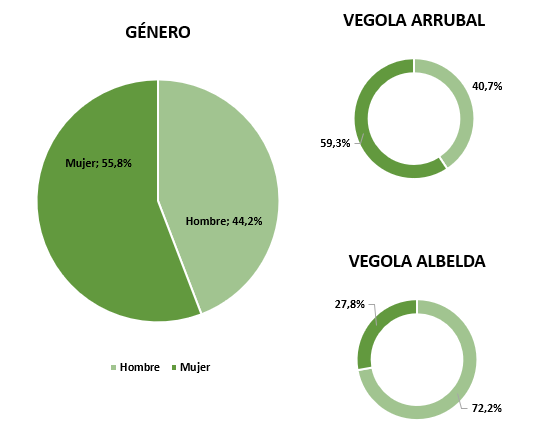 GÉNERO
Mujer; 55,8%
Hombre; 44,2%
Hombre Mujer
VEGOLA ARRUBAL
40,7%
59,3%
VEGOLA ALBELDA
27,8%
72,2%